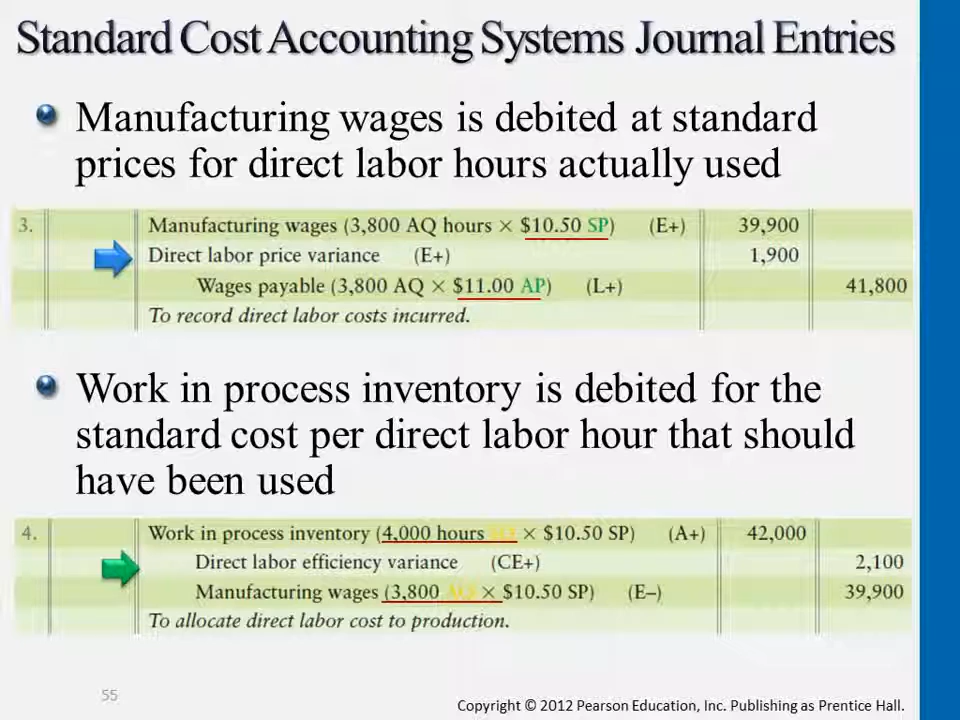 Standard Cost Accounting Systems Journal Entries
Manufacturing wages is debited at standard
prices for direct labor hours actually used
3. Manufacturing wages (3,800 AQ hours × $10.50 SP) (E+) 39,900
Direct labor price variance (E+) 1,900
Wages payable (3,800 AQ × $11.00 AP) (L+) 41,800
To record direct labor costs incurred.
Work in process inventory is debited for the
standard cost per direct labor hour that should
have been used
4. Work in process inventory (4,000 hours × $10.50 SP) (A+) 42,000
Direct labor efficiency variance (CE+) 2,100
Manufacturing wages (3,800 × $10.50 SP) (E–) 39,900
To allocate direct labor cost to production.
55
Copyright © 2012 Pearson Education, Inc. Publishing as Prentice Hall.